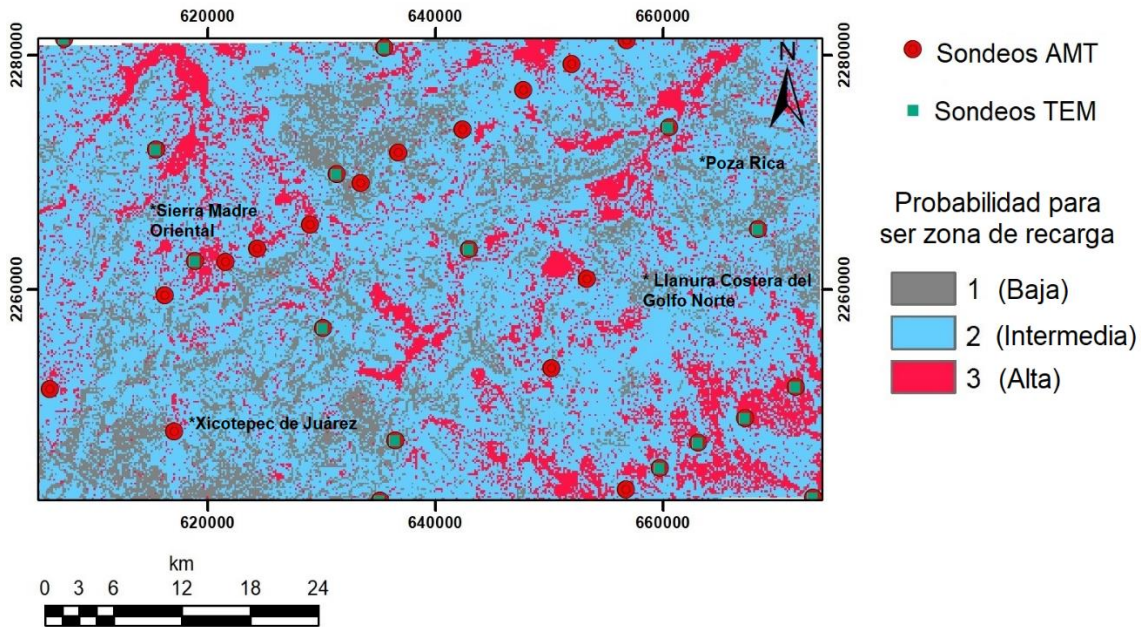 620000 640000 660000
2280000 2280000
N
Sondeos AMT
Sondeos TEM
*Poza Rica
*Sierra Madre
Oriental
Probabilidad para
ser zona de recarga
* Llanura Costera del
Golfo Norte
2260000 2260000
1 (Baja)
2 (Intermedia)
3 (Alta)
*Xicotepec de Juárez
620000 640000 660000
km
0 3 6 12 18 24